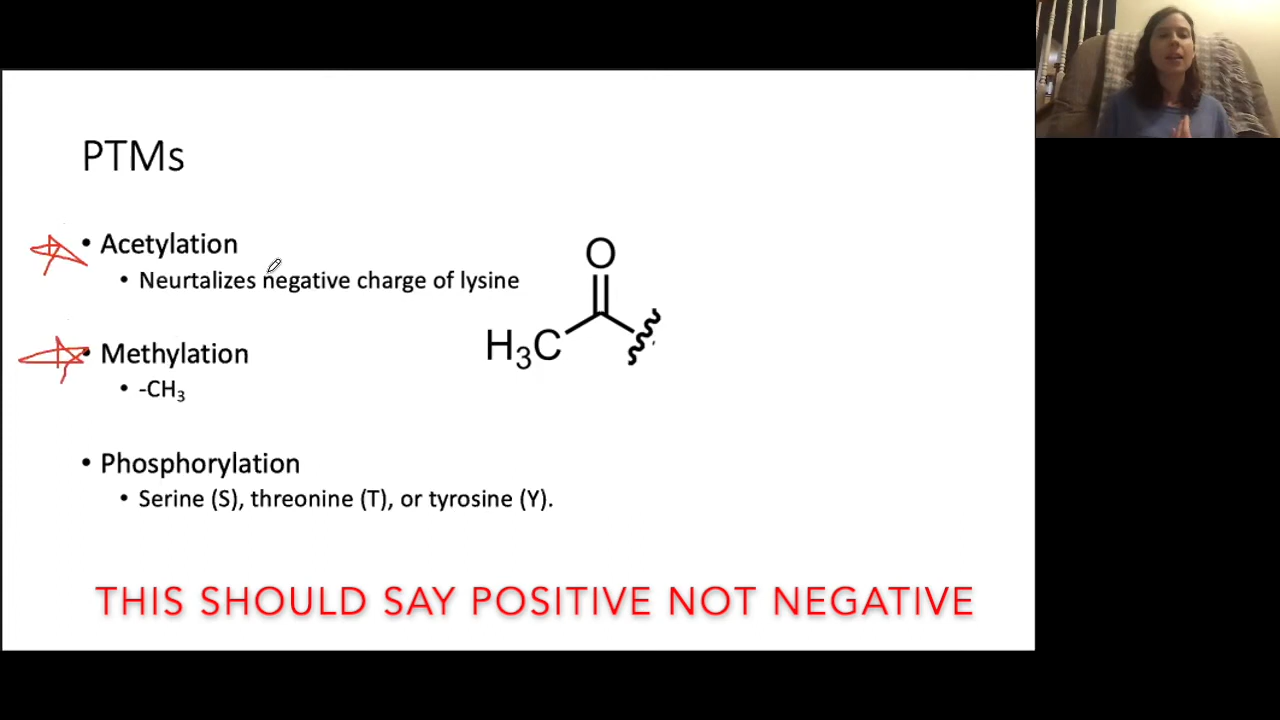 PTMs
• Acetylation
• Neurtalizes negative charge of lysine
O
H₃C
• Methylation
• -CH₃
• Phosphorylation
• Serine (S), threonine (T), or tyrosine (Y).
THIS SHOULD SAY POSITIVE NOT NEGATIVE